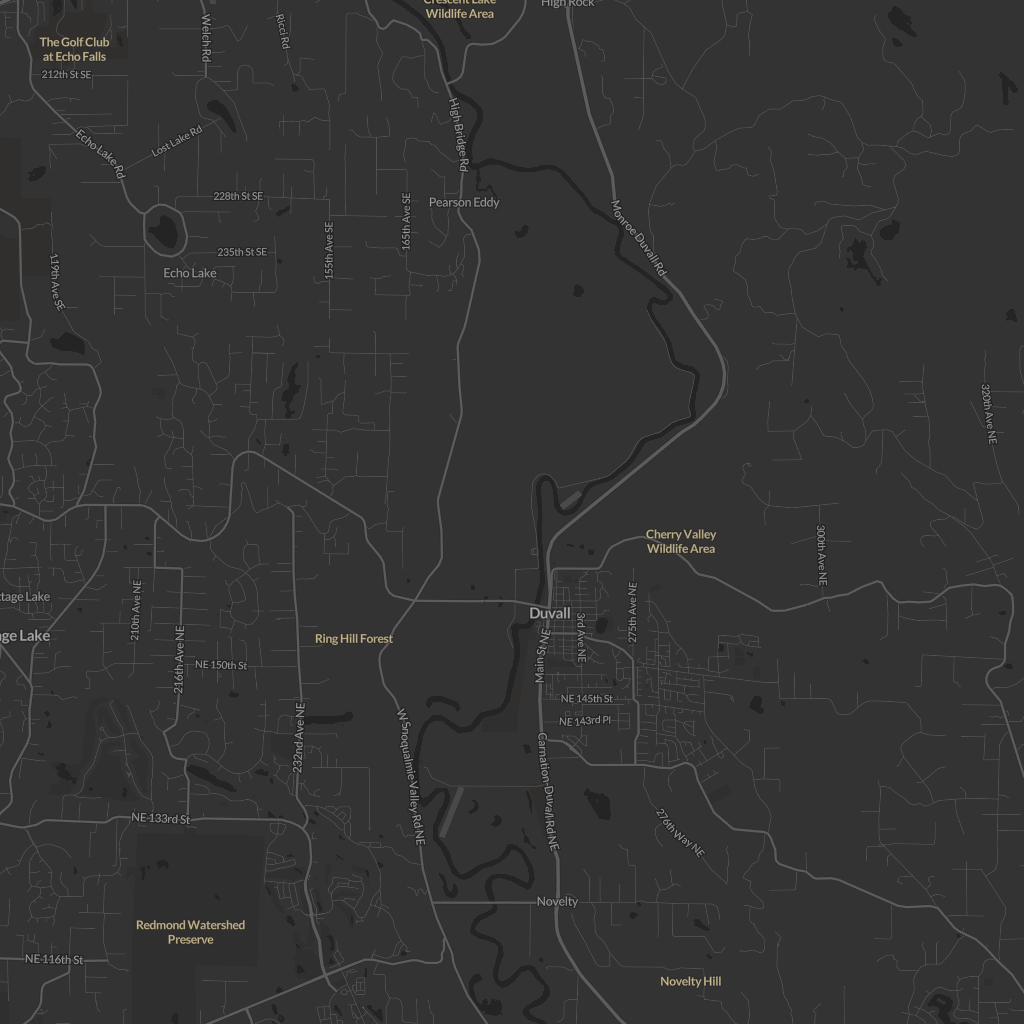 Crescent Lake
Wildlife Area
High Rock
The Golf Club
at Echo Falls
212th St SE
Welch Rd
Ricci Rd
High Bridge Rd
Echo Lake Rd
Lost Lake Rd
228th St SE
165th Ave SE
Pearson Eddy
Monroe Duvall Rd
155th Ave SE
235th St SE
119th Ave SE
Echo Lake
320th Ave NE
Cherry Valley
Wildlife Area
300th Ave NE
ttage Lake
210th Ave NE
Duvall
275th Ave NE
3rd Ave NE
ge Lake
Ring Hill Forest
Main St NE
216th Ave NE
NE 150th St
NE 145th St
NE 143rd Pl
232nd Ave NE
W Snoqualmie Valley Rd NE
Carnation Duvall Rd NE
NE 133rd St
276th Way NE
Novelty
Redmond Watershed
Preserve
NE 116th St
Novelty Hill